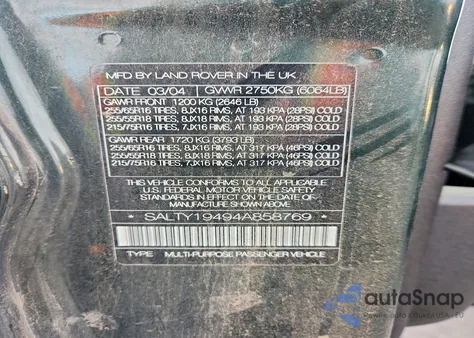 MFD BY LAND ROVER IN THE UK.
DATE 03/04 GVWR 2750KG (6064LB)
GAWR FRONT 1200 KG (2646 LB)
255/65R16 TIRES, 8JX16 RIMS, AT 193 KPA (28PSI) COLD
255/55R18 TIRES, 8JX18 RIMS, AT 193 KPA (28PSI) COLD
215/75R16 TIRES, 7JX16 RIMS, AT 193 KPA (28PSI) COLD
GAWR REAR 1720 KG (3793 LB)
255/65R16 TIRES, 8JX16 RIMS, AT 317 KPA (46PSI) COLD
255/55R18 TIRES, 8JX18 RIMS, AT 317 KPA (46PSI) COLD
215/75R16 TIRES, 7JX16 RIMS, AT 317 KPA (46PSI) COLD
THIS VEHICLE CONFORMS TO ALL APPLICABLE
U.S. FEDERAL MOTOR VEHICLE SAFETY
STANDARDS IN EFFECT ON THE DATE OF
MANUFACTURE SHOWN ABOVE
* SALTY19494A858769 *
TYPE MULTI-PURPOSE PASSENGER VEHICLE
autoSnap